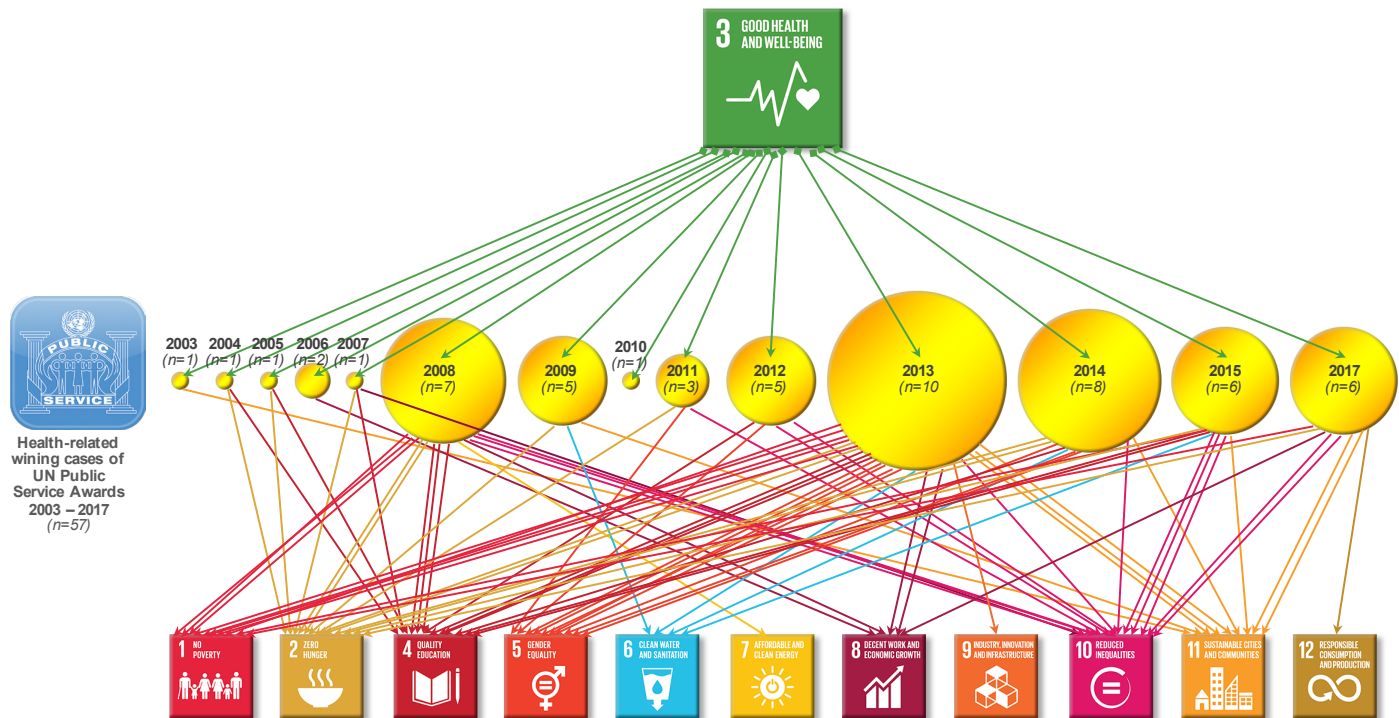 3 GOOD HEALTH
AND WELL-BEING
PUBLIC
SERVICE
Health-related
wining cases of
UN Public
Service Awards
2003 – 2017
(n=57)
2003
(n=1)
2004
(n=1)
2005
(n=1)
2006
(n=2)
2007
(n=1)
2008
(n=7)
2009
(n=5)
2010
(n=1)
2011
(n=3)
2012
(n=5)
2013
(n=10)
2014
(n=8)
2015
(n=6)
2017
(n=6)
1 NO
POVERTY
2 ZERO
HUNGER
4 QUALITY
EDUCATION
5 GENDER
EQUALITY
6 CLEAN WATER
AND SANITATION
7 AFFORDABLE AND
CLEAN ENERGY
8 DECENT WORK AND
ECONOMIC GROWTH
9 INDUSTRY, INNOVATION
AND INFRASTRUCTURE
10 REDUCED
INEQUALITIES
11 SUSTAINABLE CITIES
AND COMMUNITIES
12 RESPONSIBLE
CONSUMPTION
AND PRODUCTION